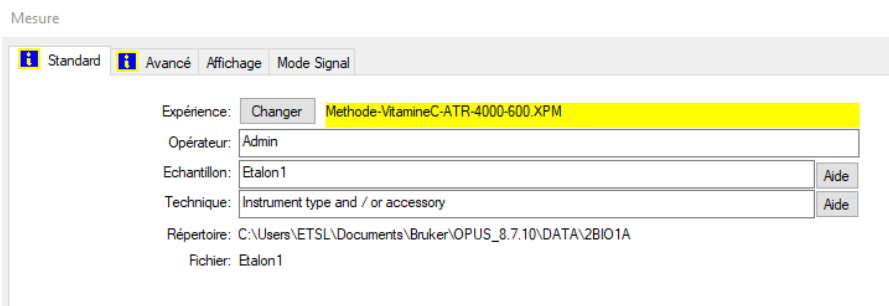 Mesure
Standard Avancé Affichage Mode Signal
Expérience: Changer Methode-VitamineC-ATR-4000-600.XPM
Opérateur: Admin
Echantillon: Etalon1 Aide
Technique: Instrument type and / or accessory Aide
Répertoire: C:\Users\ETSL\Documents\Bruker\OPUS_8.7.10\DATA\2BIO1A
Fichier: Etalon1